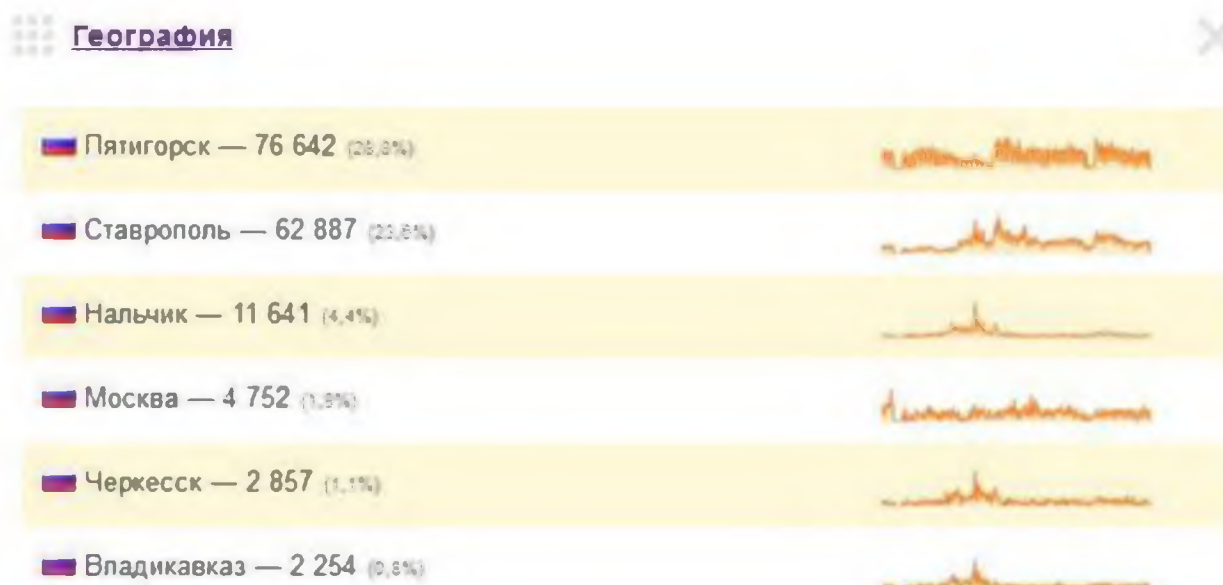 География
Пятигорск — 76 642 (28,8%)
Ставрополь — 62 887 (23,6%)
Нальчик — 11 641 (4,4%)
Москва — 4 752 (1,8%)
Черкесск — 2 857 (1,1%)
Владикавказ — 2 254 (0,8%)